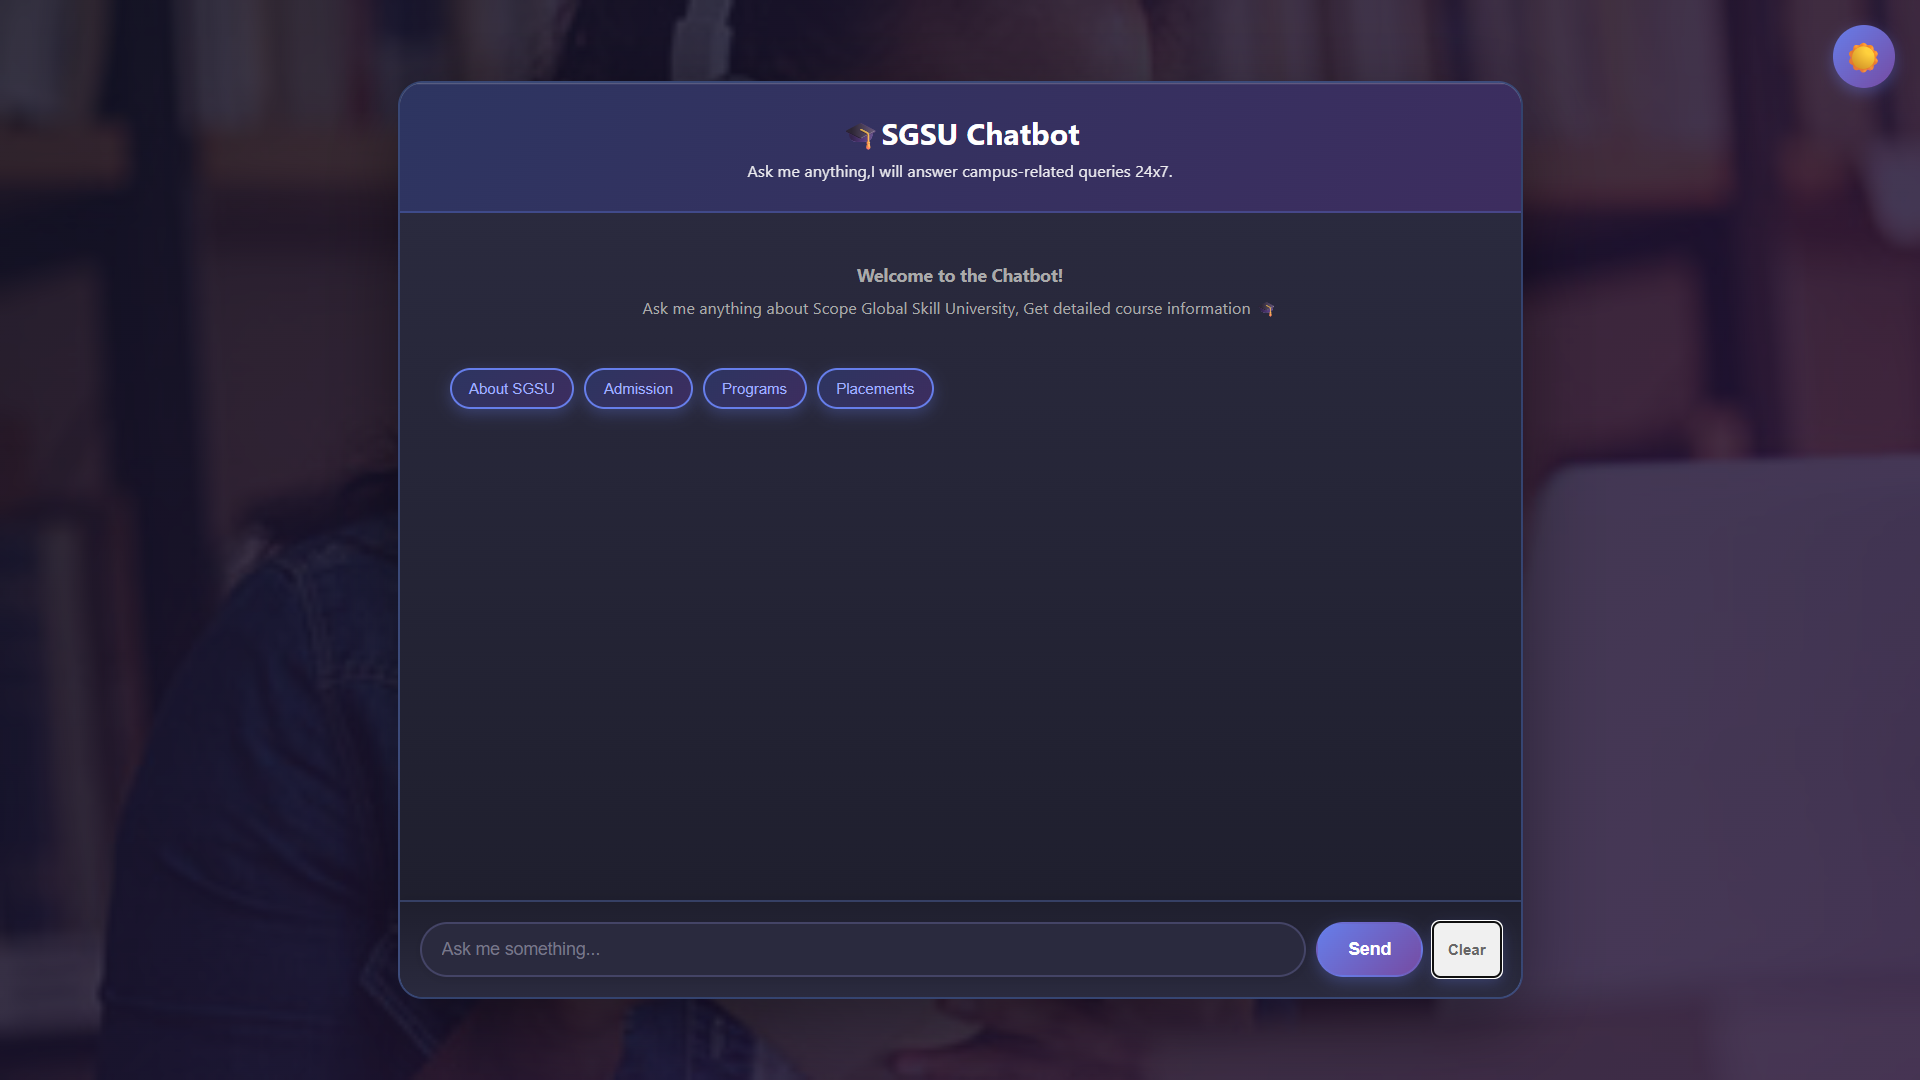 🎓SGSU Chatbot
Ask me anything,I will answer campus-related queries 24x7.
Welcome to the Chatbot!
Ask me anything about Scope Global Skill University, Get detailed course information 🎓
About SGSU
Admission
Programs
Placements
Ask me something...
Send
Clear